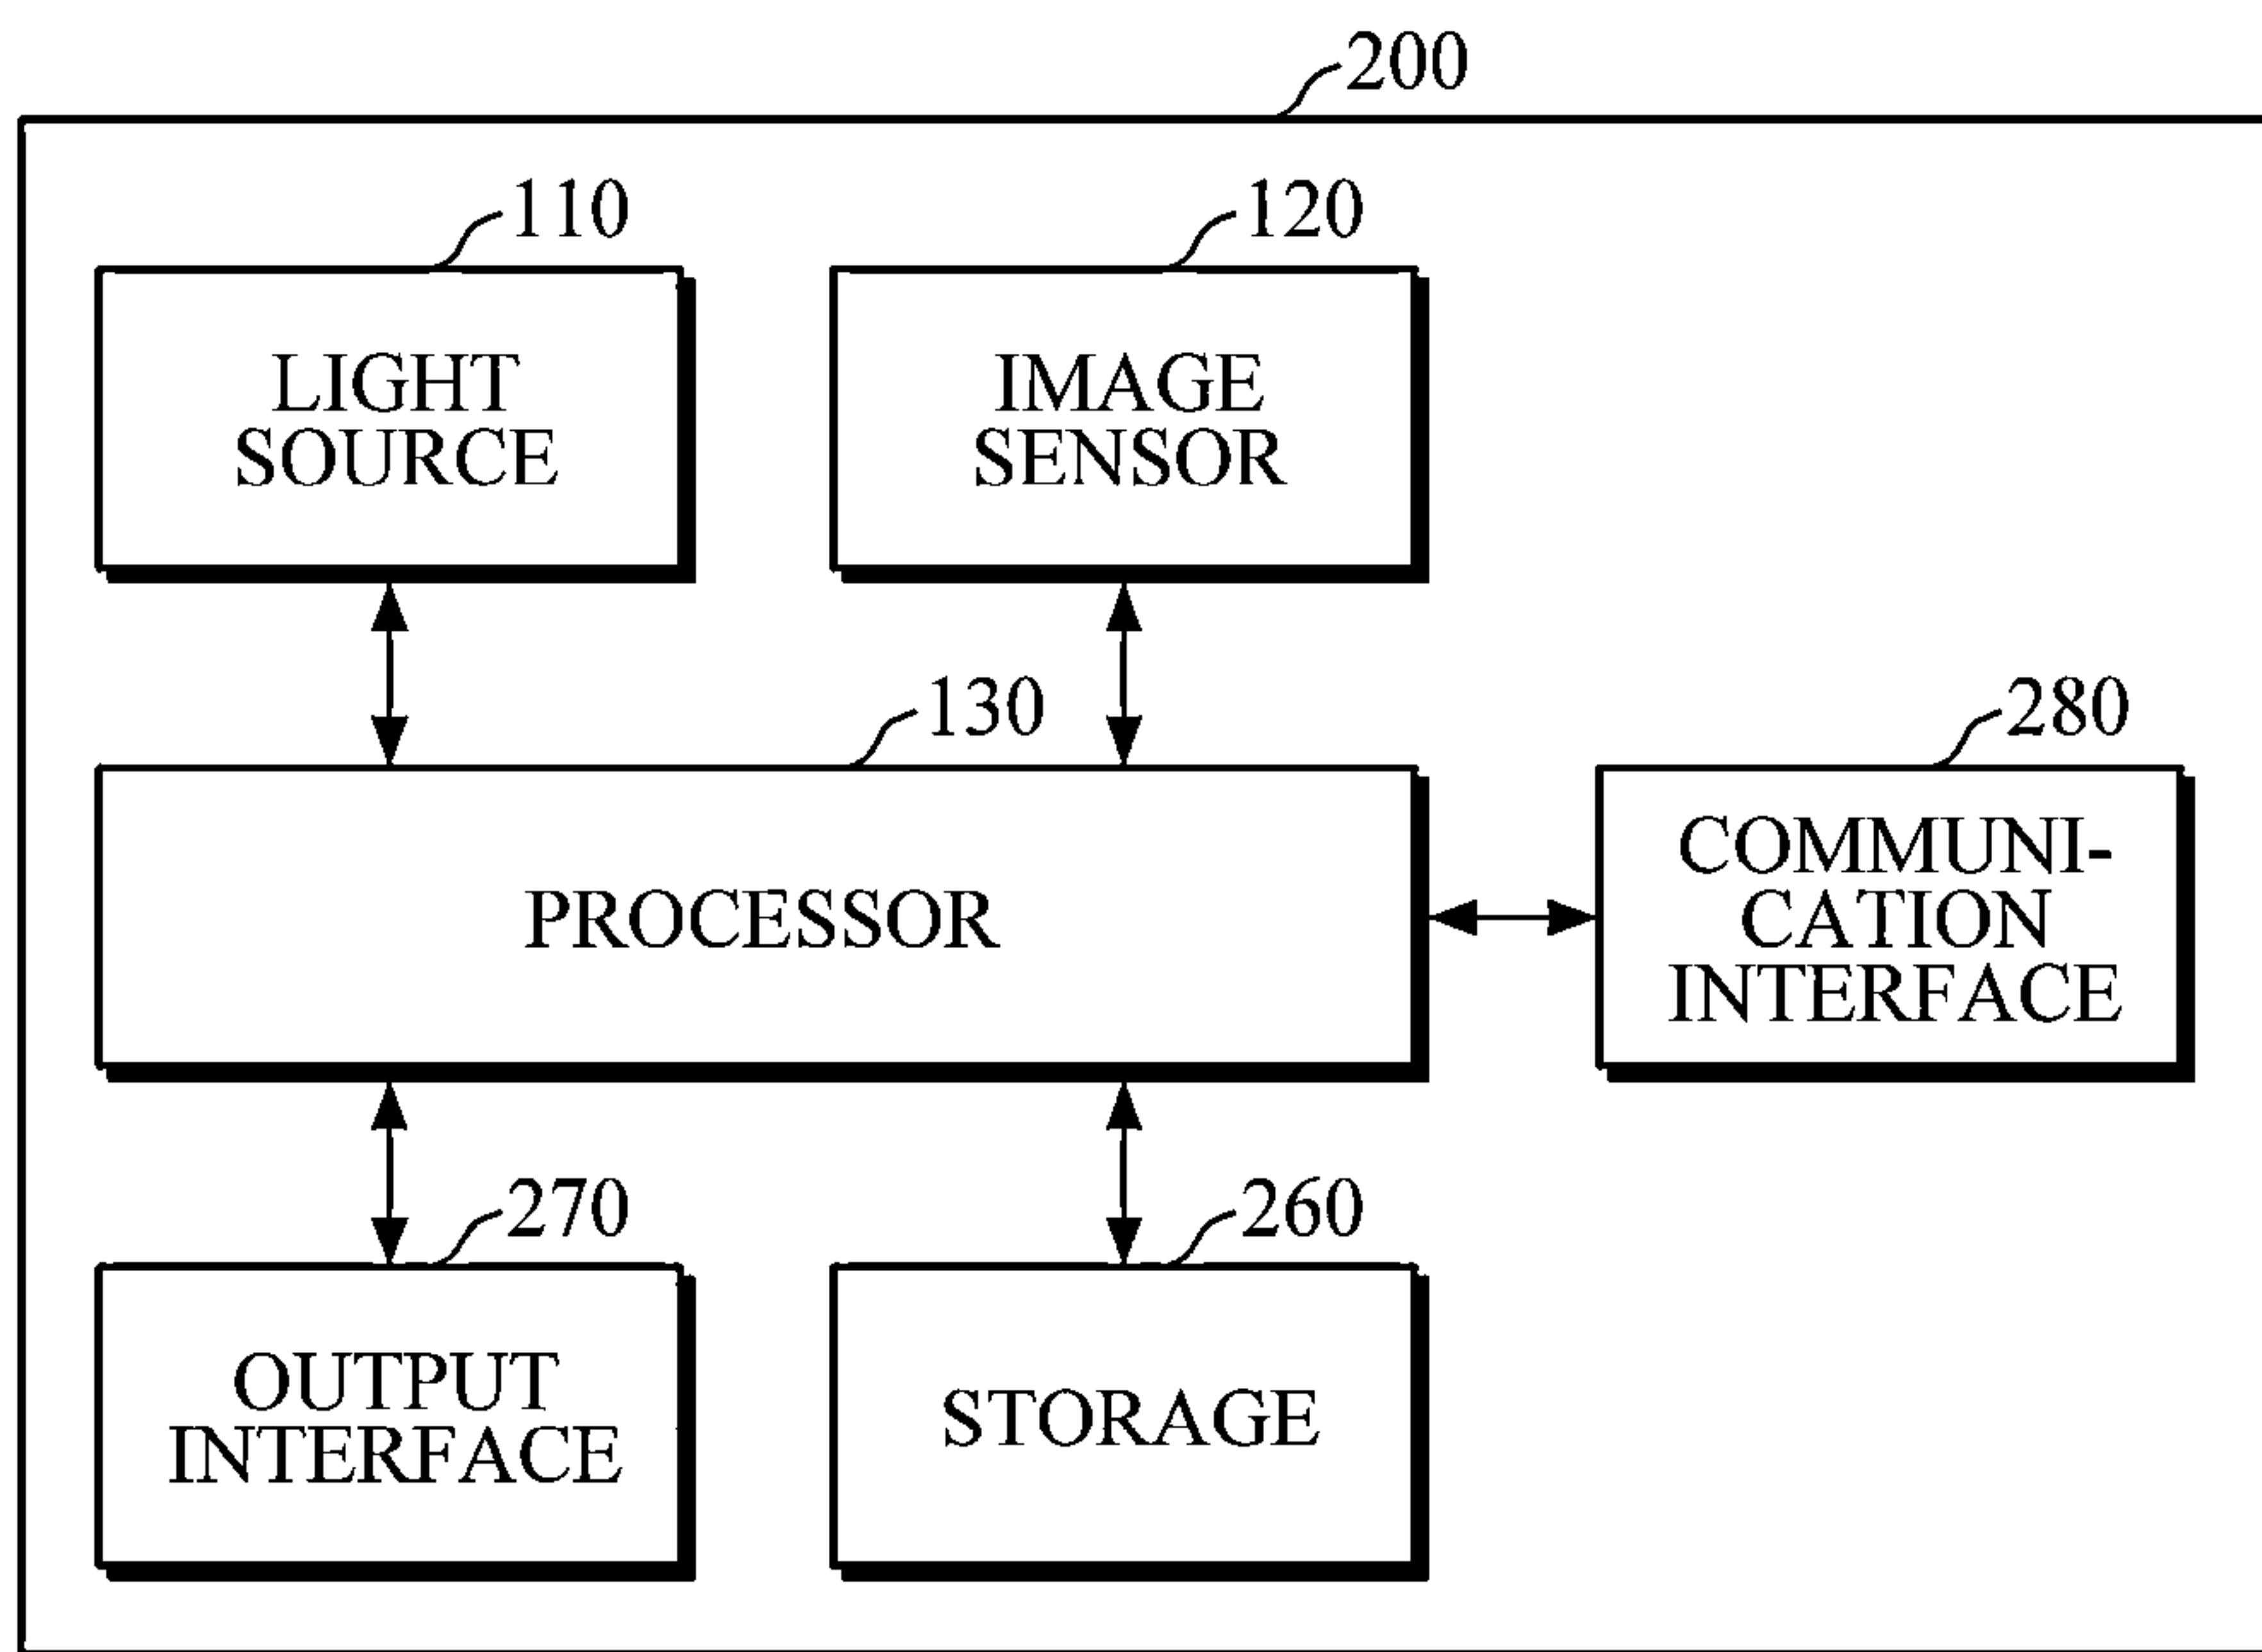 200
110
120
LIGHT
SOURCE
IMAGE
SENSOR
130
280
PROCESSOR
COMMUNI-
CATION
INTERFACE
270
260
OUTPUT
INTERFACE
STORAGE